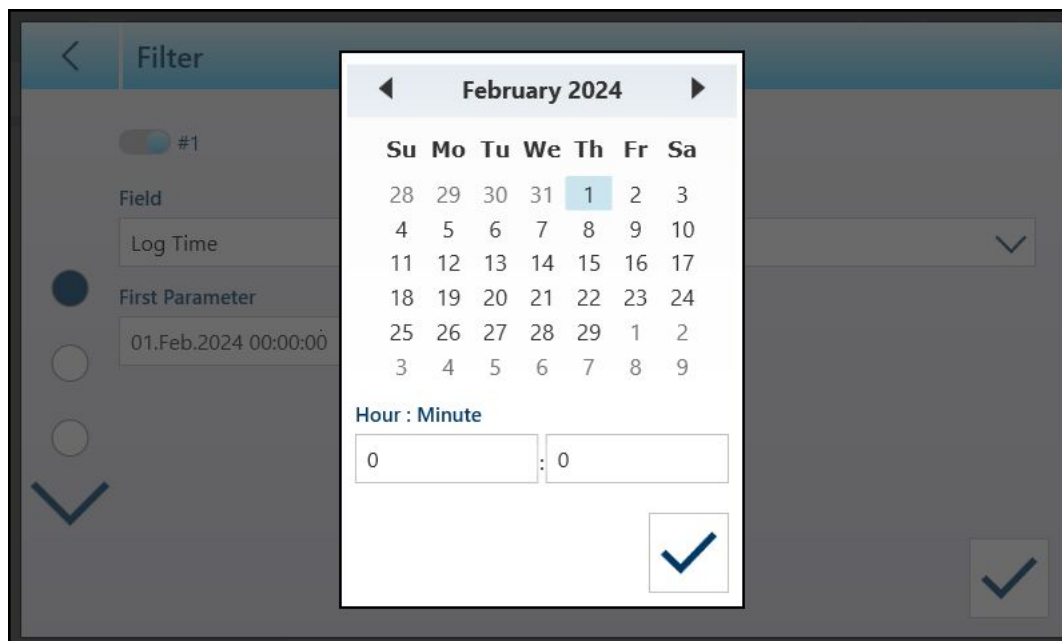 Filter
#1
Field
Log Time
First Parameter
01.Feb.2024 00:00:00
February 2024
Su Mo Tu We Th Fr Sa
28 29 30 31 1 2 3
4 5 6 7 8 9 10
11 12 13 14 15 16 17
18 19 20 21 22 23 24
25 26 27 28 29 1 2
3 4 5 6 7 8 9
Hour : Minute
0 : 0